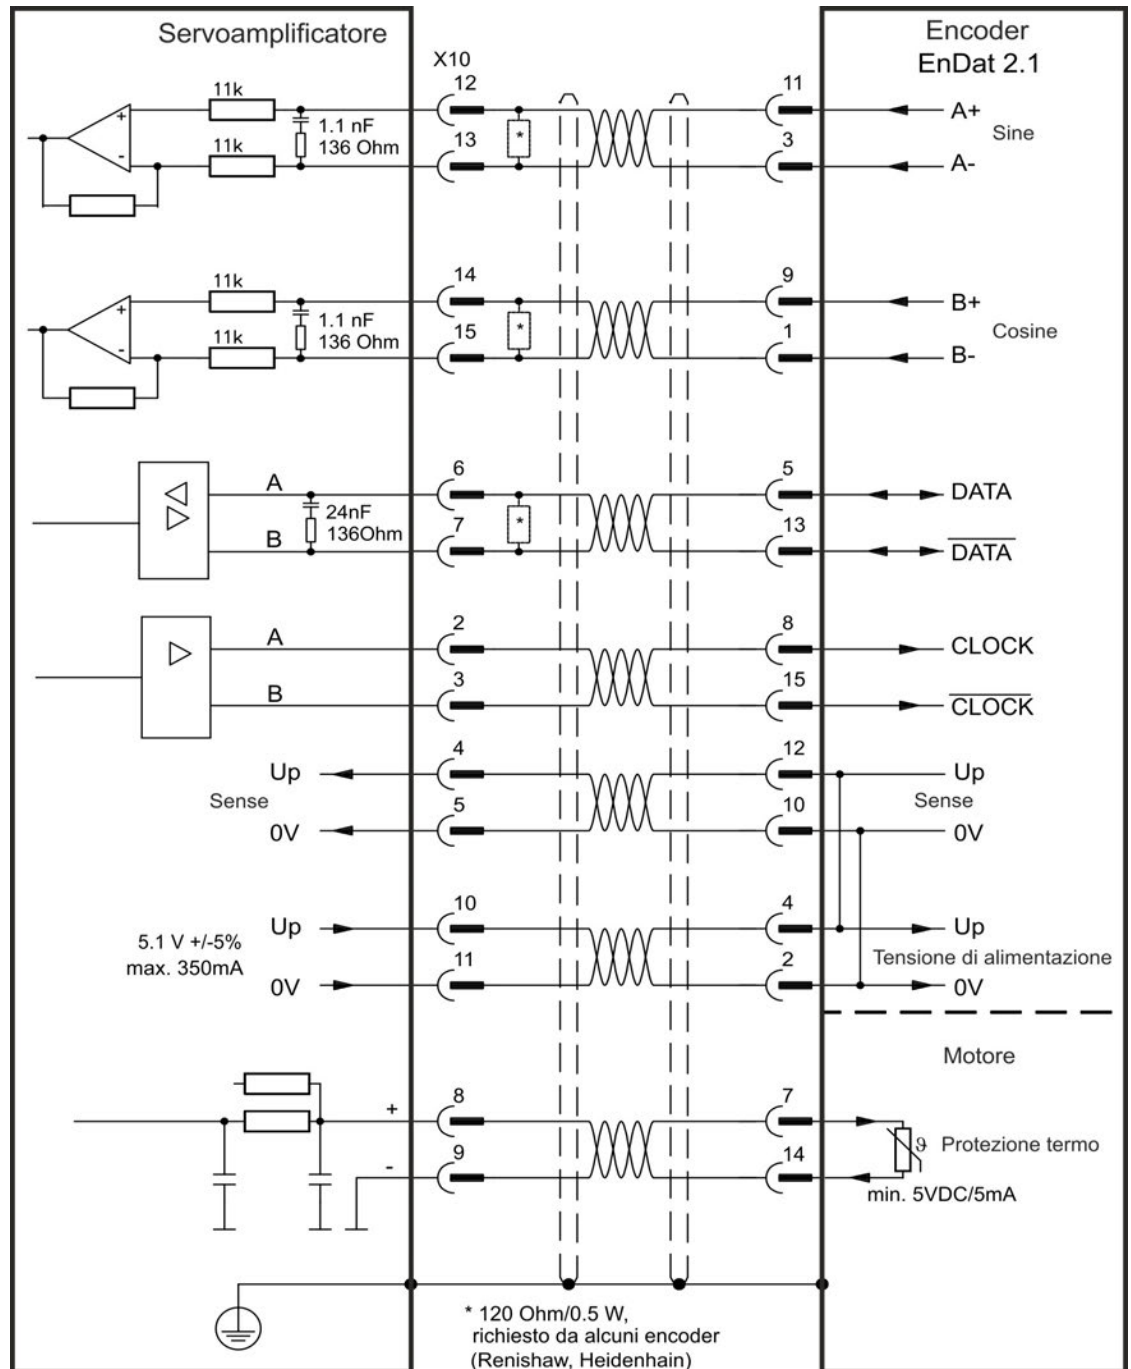 Servoamplificatore
Encoder
EnDat 2.1
X10
11k
12
11
A+
+
1.1 nF
136 Ohm
*
Sine
11k
13
3
A-
-
11k
14
9
B+
+
1.1 nF
136 Ohm
*
Cosine
11k
15
1
B-
-
A
6
5
DATA
24nF
136Ohm
*
B
7
13
DATA
A
2
8
CLOCK
B
3
15
CLOCK
Up
4
12
Up
Sense
Sense
0V
5
10
0V
Up
10
4
Up
5.1 V +/-5%
max. 350mA
Tensione di alimentazione
0V
11
2
0V
Motore
+
8
7
ϑ
Protezione termo
-
9
14
min. 5VDC/5mA
* 120 Ohm/0.5 W,
richiesto da alcuni encoder
(Renishaw, Heidenhain)